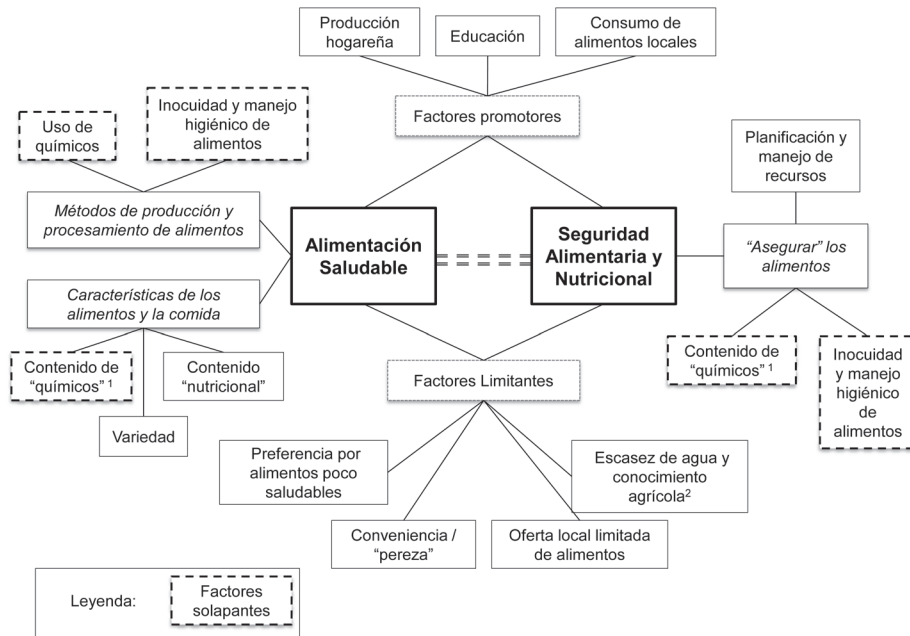 Producción
hogareña
Educación
Consumo de
alimentos locales
Factores promotores
Uso de
químicos
Inocuidad y manejo
higiénico de
alimentos
Planificación y
manejo de
recursos
Métodos de producción y
procesamiento de alimentos
Alimentación
Saludable
Seguridad
Alimentaria y
Nutricional
“Asegurar” los
alimentos
Características de los
alimentos y la comida
Contenido de
“químicos” 1
Contenido
“nutricional”
Variedad
Factores Limitantes
Contenido de
“químicos” 1
Inocuidad
y manejo
higiénico
de
alimentos
Preferencia por
alimentos poco
saludables
Escasez de agua y
conocimiento
agrícola2
Conveniencia /
“pereza”
Oferta local limitada
de alimentos
Leyenda:
Factores
solapantes